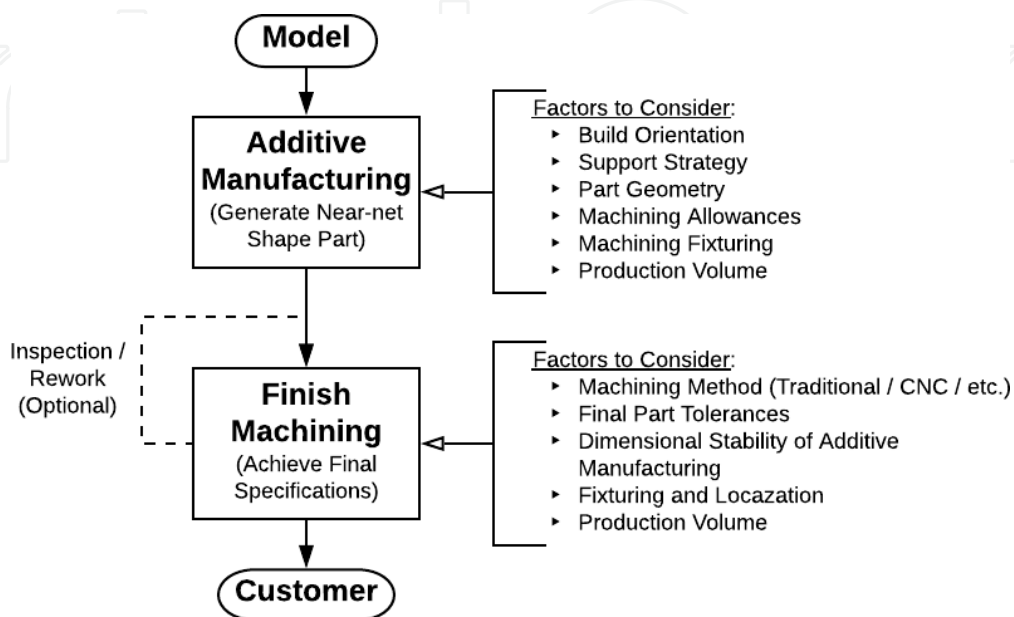 Model
Additive
Manufacturing
(Generate Near-net
Shape Part)
Factors to Consider:
‣ Build Orientation
‣ Support Strategy
‣ Part Geometry
‣ Machining Allowances
‣ Machining Fixturing
‣ Production Volume
Inspection /
Rework
(Optional)
Finish
Machining
(Achieve Final
Specifications)
Factors to Consider:
‣ Machining Method (Traditional / CNC / etc.)
‣ Final Part Tolerances
‣ Dimensional Stability of Additive
Manufacturing
‣ Fixturing and Locazation
‣ Production Volume
Customer